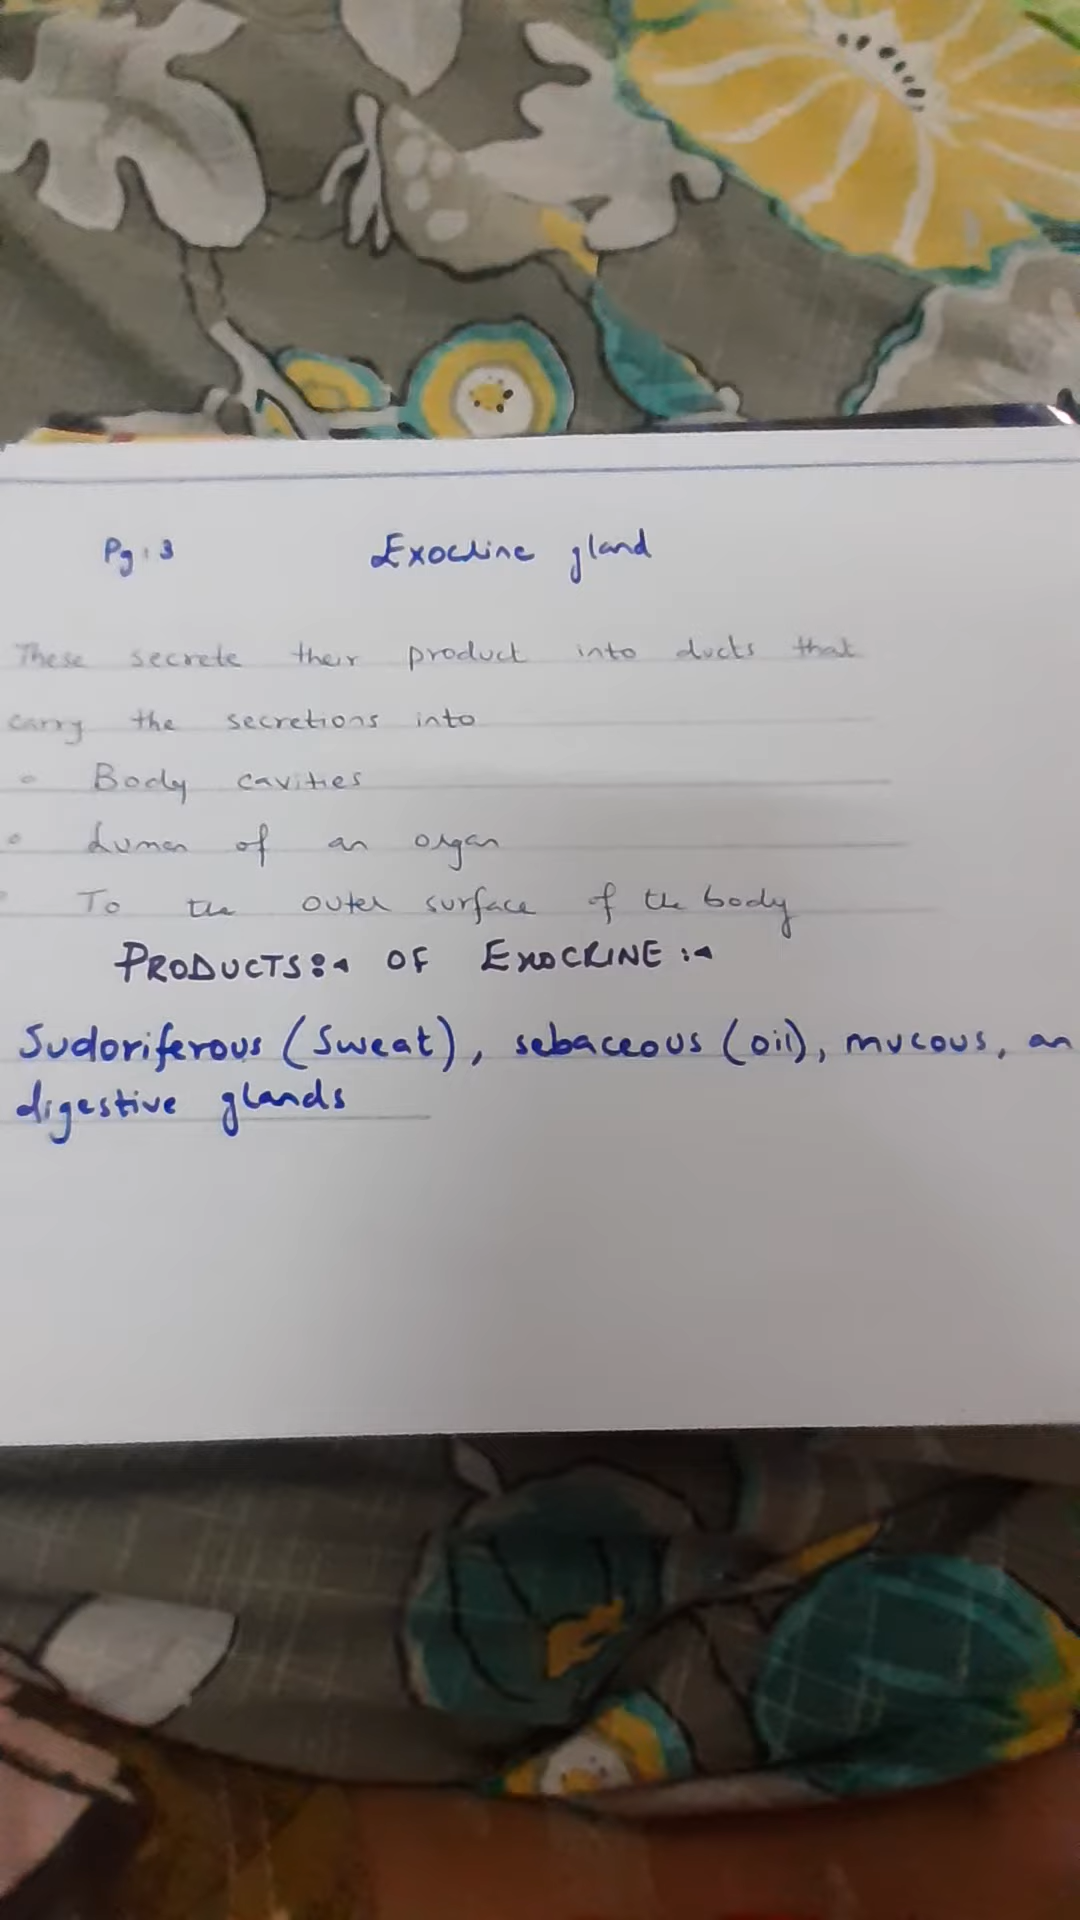 Pg: 3 Exocrine gland
These secrete their product into ducts that
carry the secretions into
◦ Body cavities
◦ Lumen of an organ
◦ To the outer surface of the body
PRODUCTS:- OF EXOCRINE :-
Sudoriferous (Sweat), sebaceous (oil), mucous, an
digestive glands